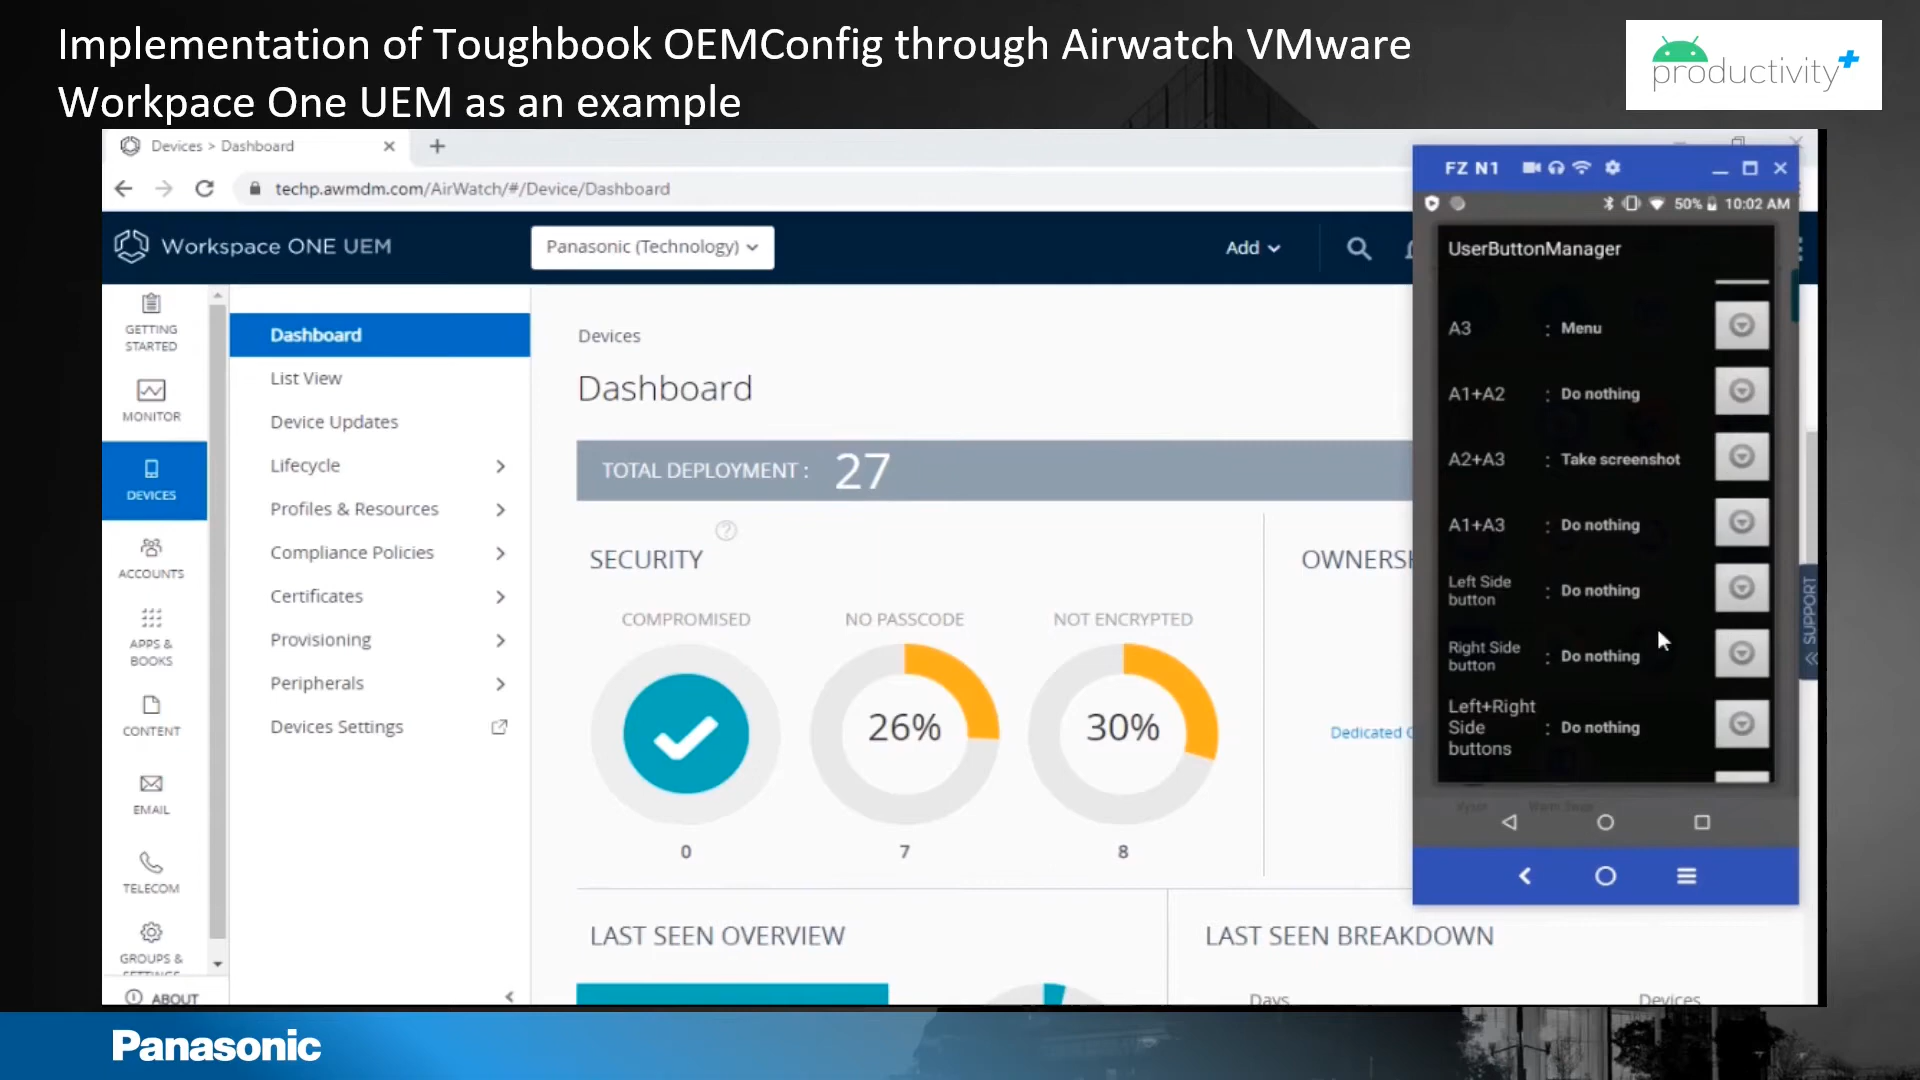 Implementation of Toughbook OEMConfig through Airwatch VMware
Workpace One UEM as an example
productivity+
Devices > Dashboard
techp.awmdm.com/AirWatch/#/Device/Dashboard
Workspace ONE UEM
Panasonic (Technology)
Add
GETTING
STARTED
MONITOR
DEVICES
ACCOUNTS
APPS &
BOOKS
CONTENT
EMAIL
TELECOM
GROUPS &
SETTINGS
ABOUT
Dashboard
List View
Device Updates
Lifecycle
Profiles & Resources
Compliance Policies
Certificates
Provisioning
Peripherals
Devices Settings
Devices
Dashboard
TOTAL DEPLOYMENT : 27
SECURITY
?
COMPROMISED
NO PASSCODE
NOT ENCRYPTED
26%
30%
0
7
8
OWNERSH
Dedicated C
LAST SEEN OVERVIEW
LAST SEEN BREAKDOWN
Days
Devices
SUPPORT
FZ N1
50% 10:02 AM
UserButtonManager
A3 : Menu
A1+A2 : Do nothing
A2+A3 : Take screenshot
A1+A3 : Do nothing
Left Side
button : Do nothing
Right Side
button : Do nothing
Left+Right
Side : Do nothing
buttons
Panasonic